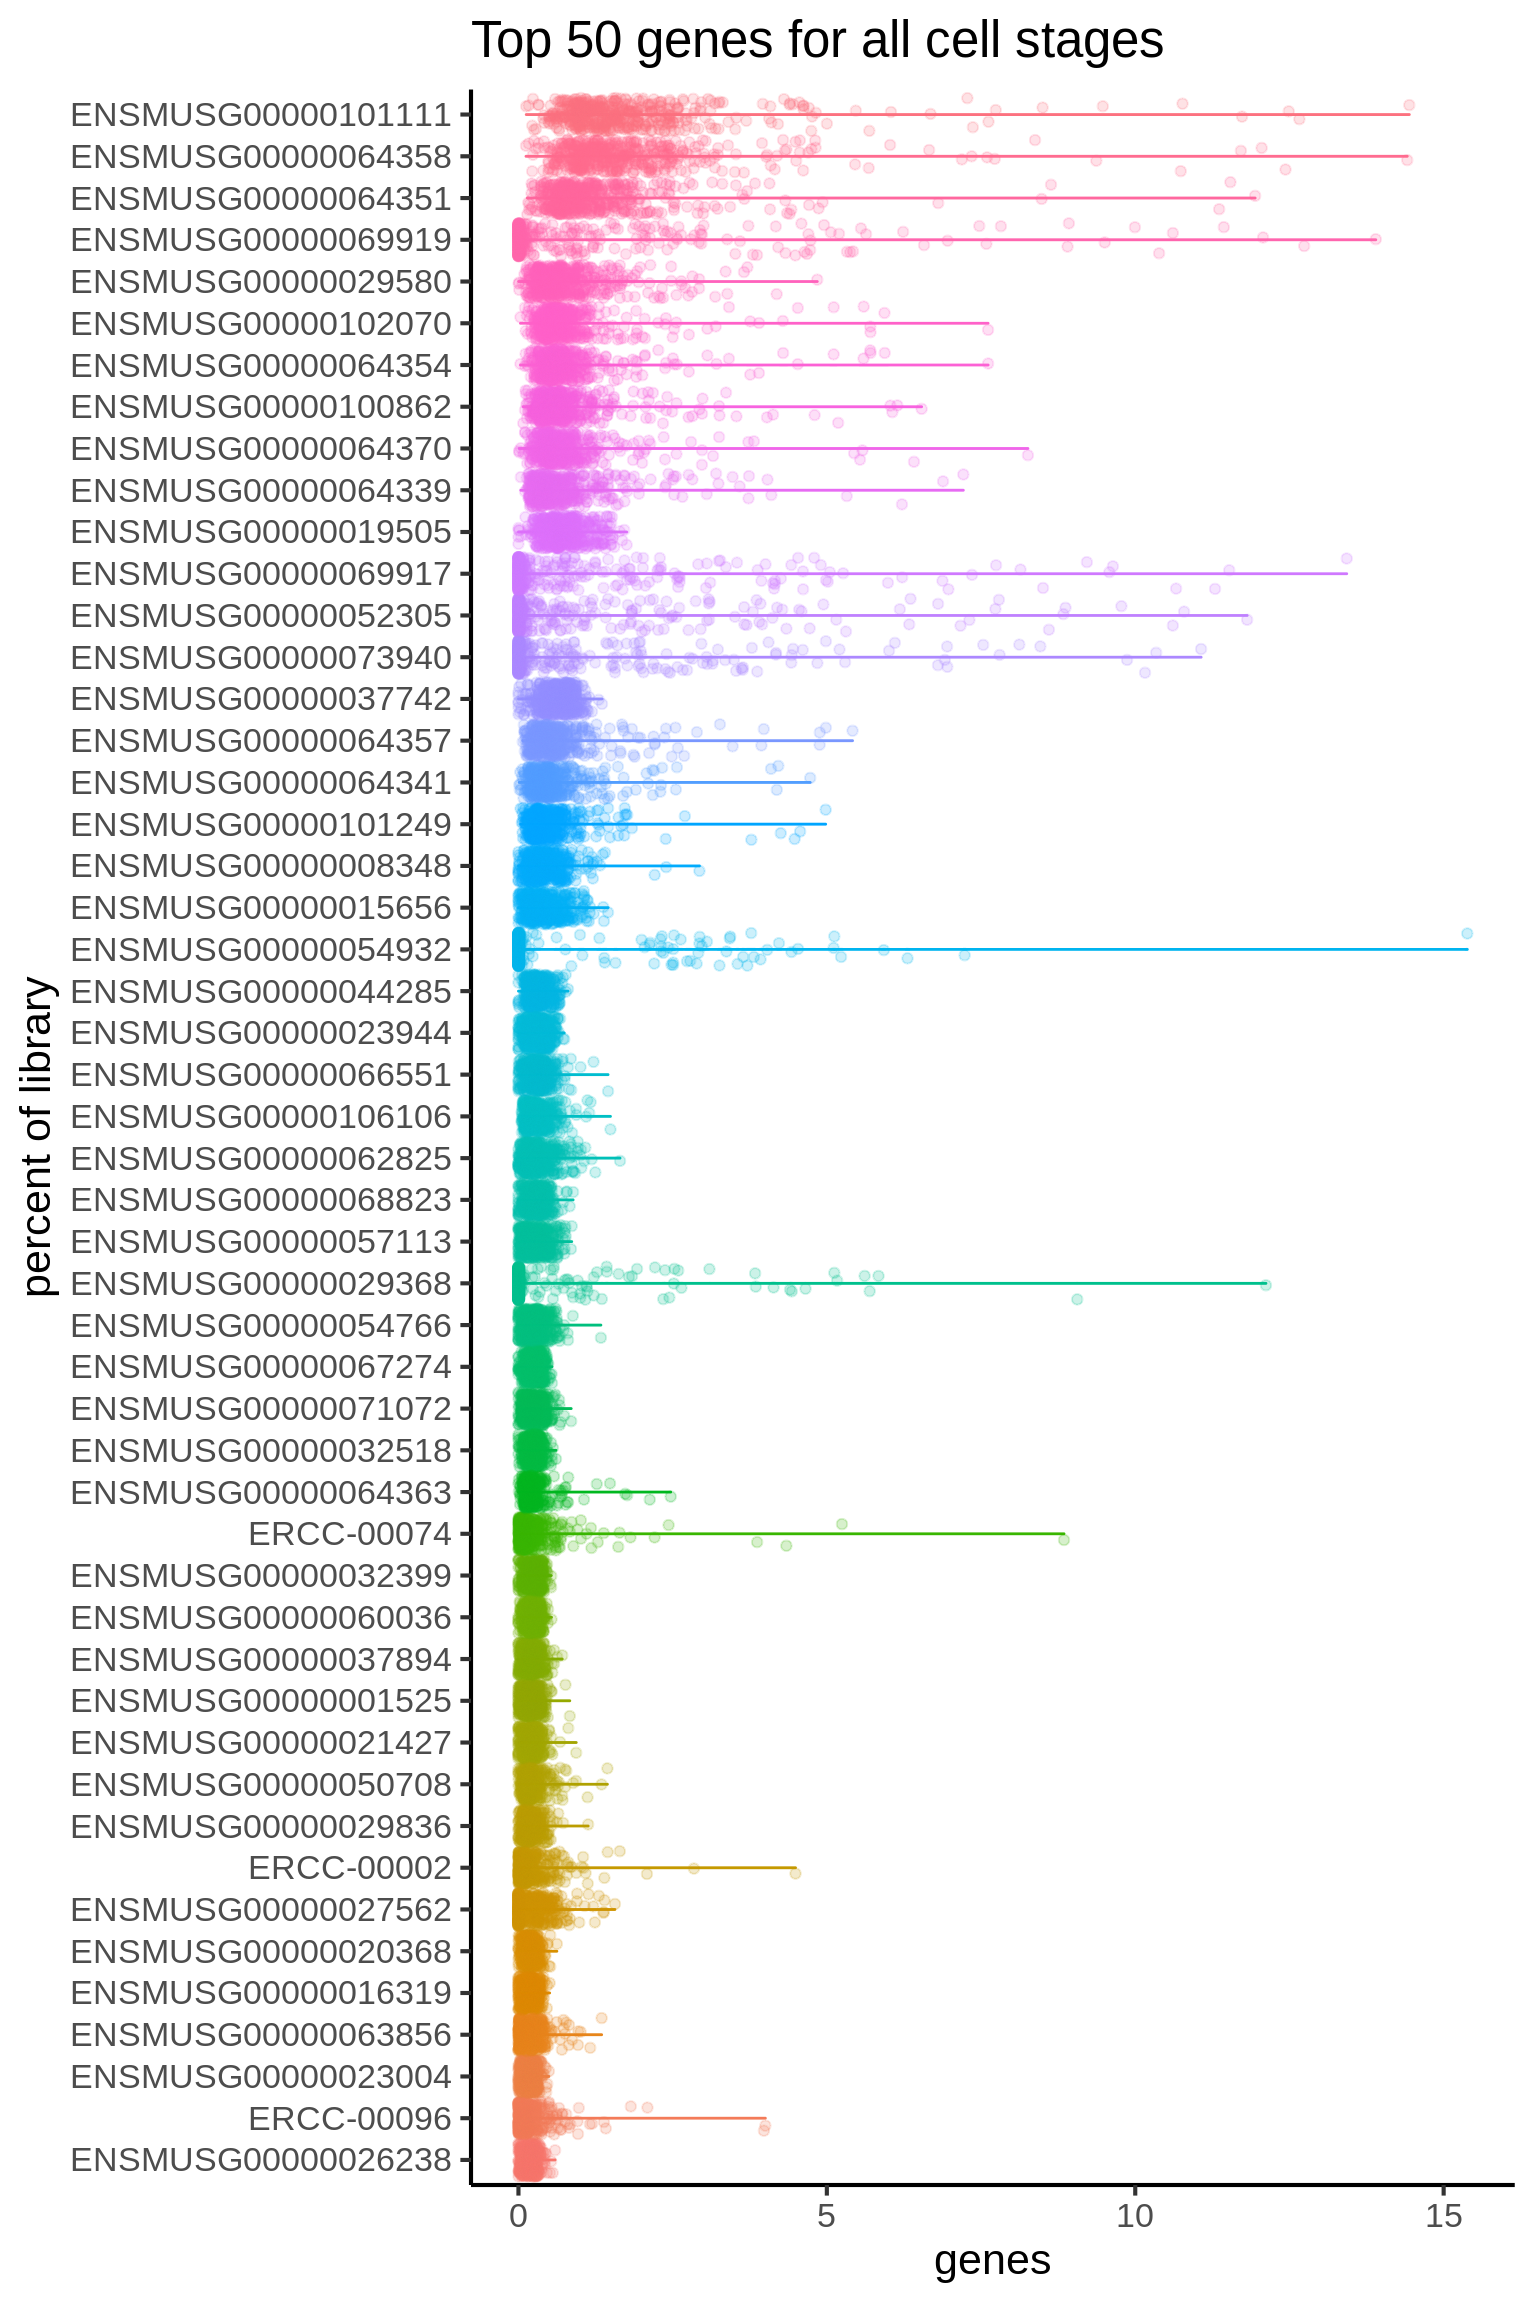 Top 50 genes for all cell stages
ENSMUSG00000101111
ENSMUSG00000064358
ENSMUSG00000064351
ENSMUSG00000069919
ENSMUSG00000029580
ENSMUSG00000102070
ENSMUSG00000064354
ENSMUSG00000100862
ENSMUSG00000064370
ENSMUSG00000064339
ENSMUSG00000019505
ENSMUSG00000069917
ENSMUSG00000052305
ENSMUSG00000073940
ENSMUSG00000037742
ENSMUSG00000064357
ENSMUSG00000064341
ENSMUSG00000101249
ENSMUSG00000008348
ENSMUSG00000015656
ENSMUSG00000054932
ENSMUSG00000044285
ENSMUSG00000023944
ENSMUSG00000066551
ENSMUSG00000106106
ENSMUSG00000062825
ENSMUSG00000068823
ENSMUSG00000057113
ENSMUSG00000029368
ENSMUSG00000054766
ENSMUSG00000067274
ENSMUSG00000071072
ENSMUSG00000032518
ENSMUSG00000064363
ERCC-00074
ENSMUSG00000032399
ENSMUSG00000060036
ENSMUSG00000037894
ENSMUSG00000001525
ENSMUSG00000021427
ENSMUSG00000050708
ENSMUSG00000029836
ERCC-00002
ENSMUSG00000027562
ENSMUSG00000020368
ENSMUSG00000016319
ENSMUSG00000063856
ENSMUSG00000023004
ERCC-00096
ENSMUSG00000026238
percent of library
0 5 10 15
genes